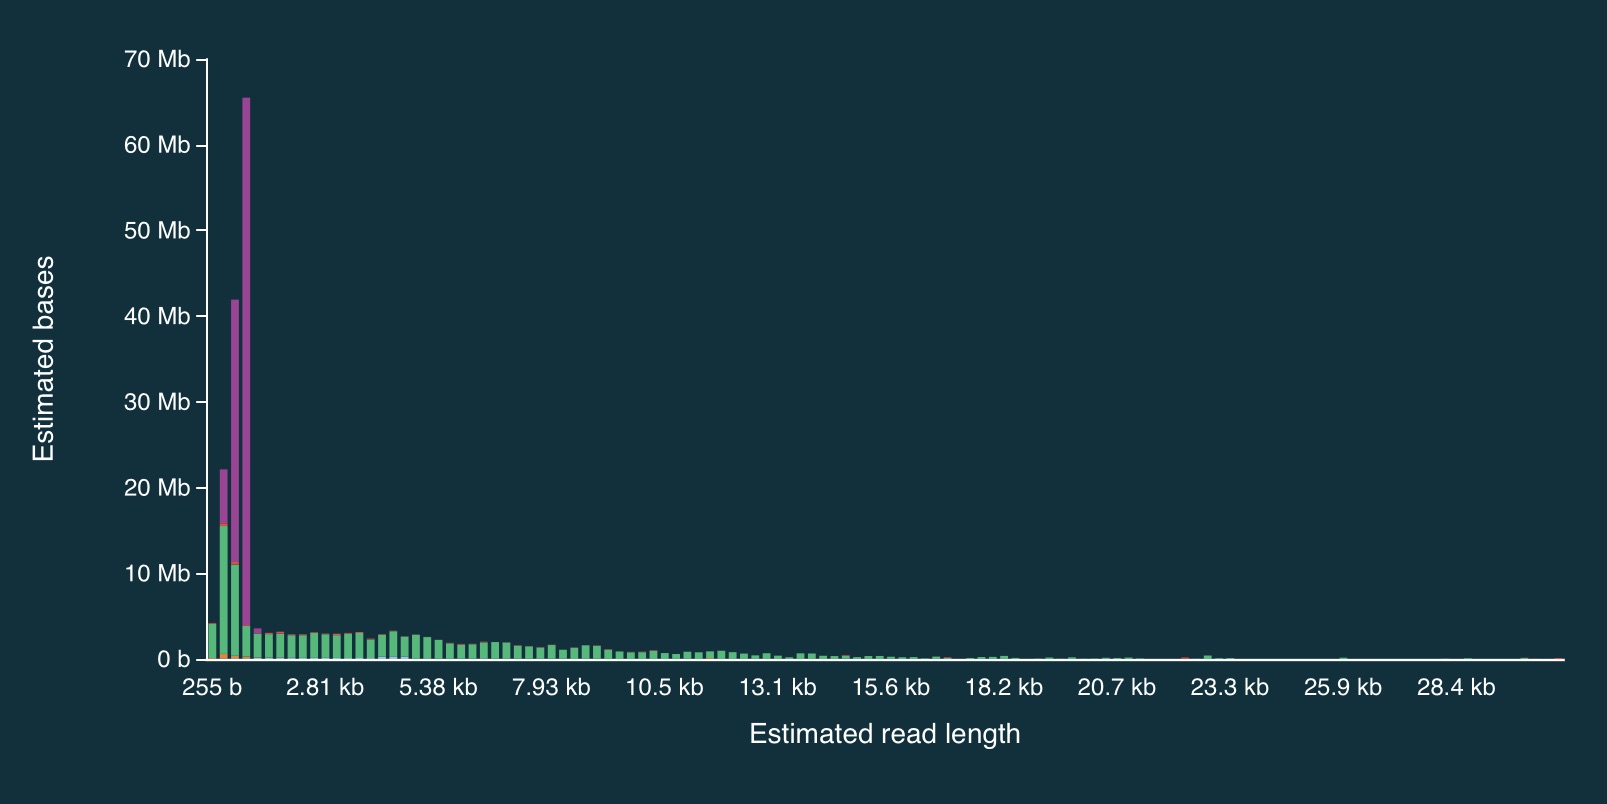 70 Mb
60 Mb
50 Mb
40 Mb
30 Mb
20 Mb
10 Mb
0 b
Estimated bases
255 b 2.81 kb 5.38 kb 7.93 kb 10.5 kb 13.1 kb 15.6 kb 18.2 kb 20.7 kb 23.3 kb 25.9 kb 28.4 kb
Estimated read length